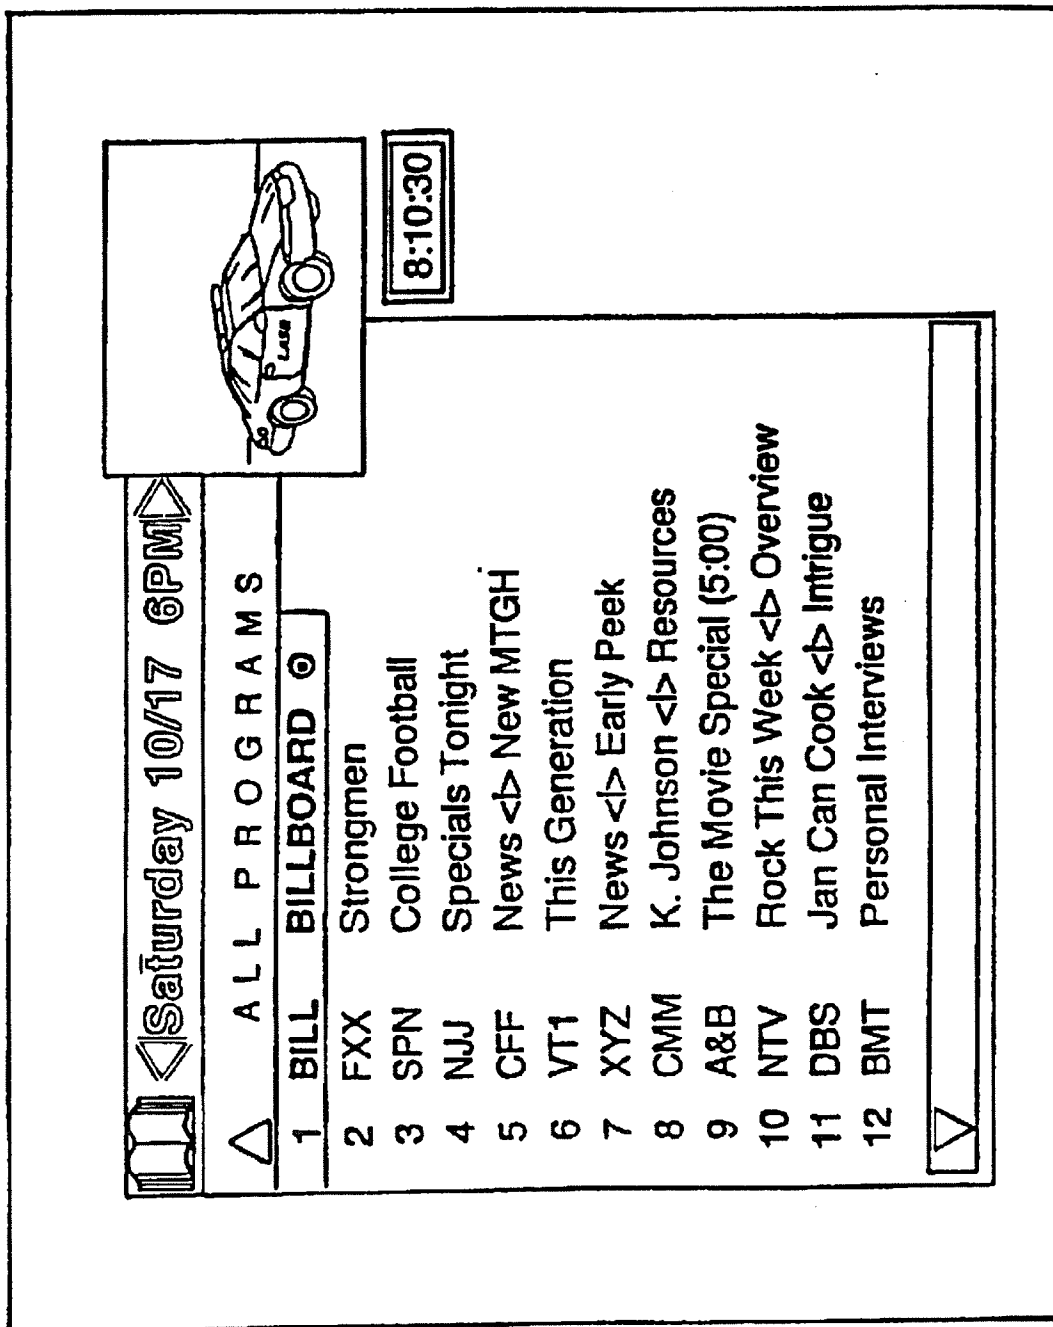 Saturday 10/17 6PM
ALL PROGRAMS
1 BILL BILLBOARD
2 FXX Strongmen
3 SPN College Football
4 NJJ Specials Tonight
5 CFF News <|> New MTGH
6 VT1 This Generation
7 XYZ News <|> Early Peek
8 CMM K. Johnson <|> Resources
9 A&B The Movie Special (5:00)
10 NTV Rock This Week <|> Overview
11 DBS Jan Can Cook <|> Intrigue
12 BMT Personal Interviews
LASR
8:10:30